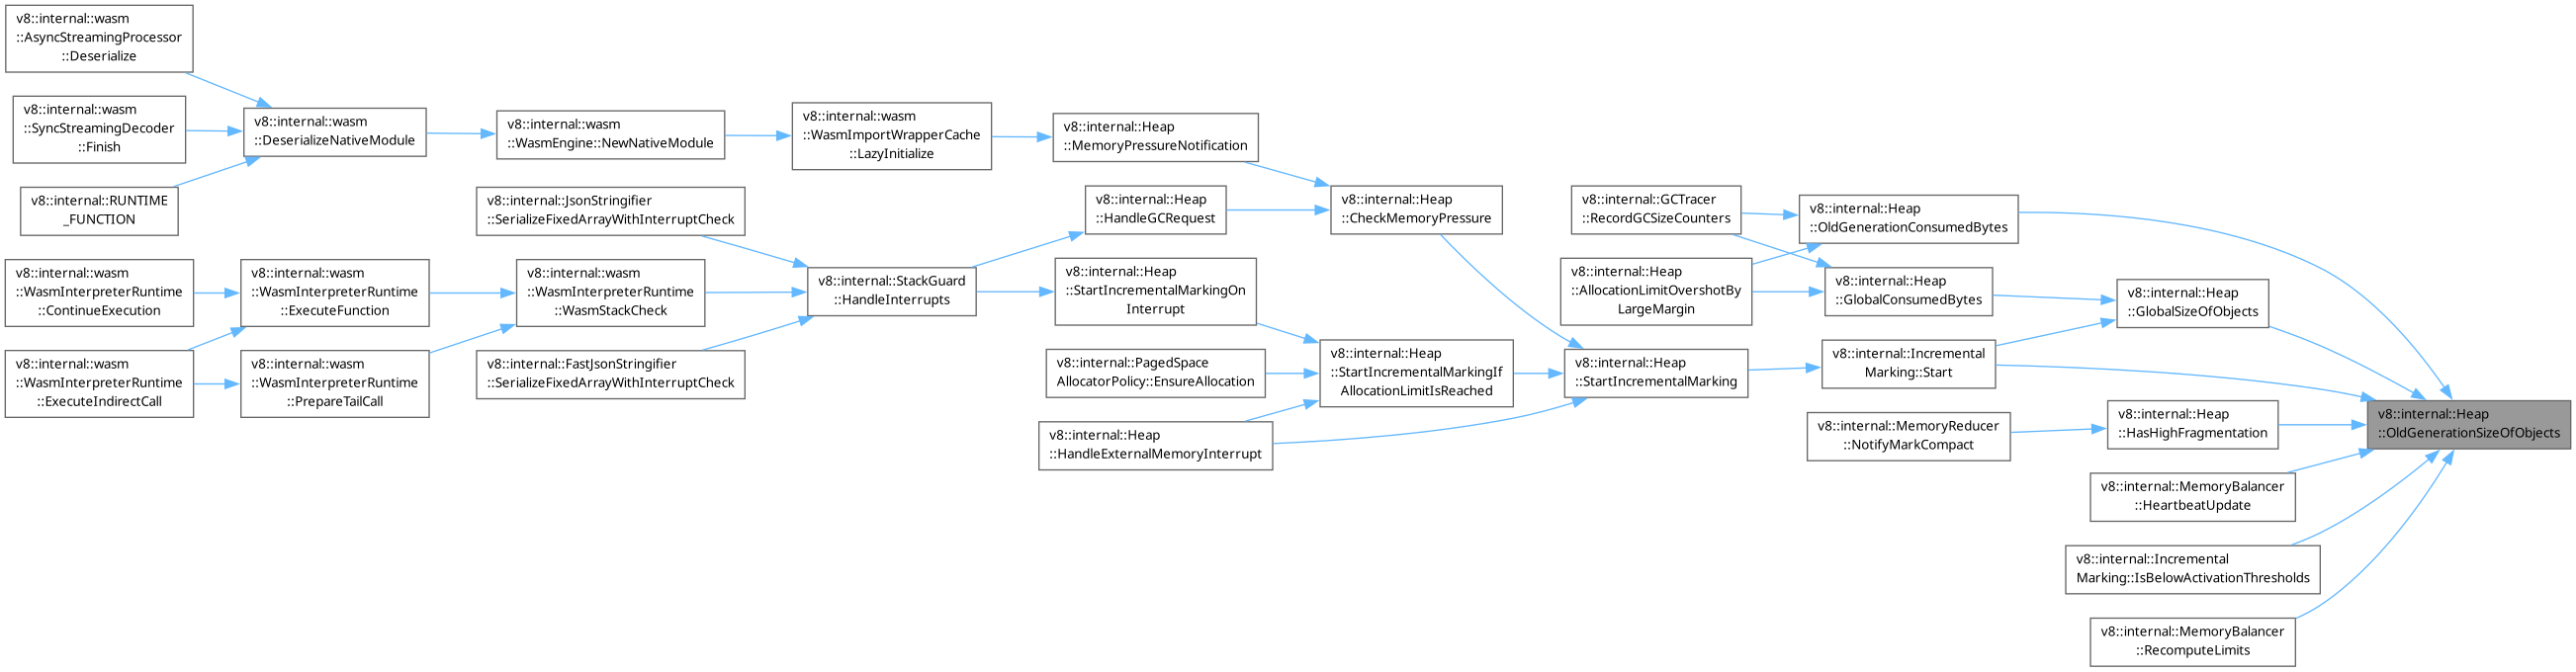 v8::internal::wasm
::AsyncStreamingProcessor
::Deserialize
v8::internal::wasm
::SyncStreamingDecoder
::Finish
v8::internal::RUNTIME
_FUNCTION
v8::internal::wasm
::WasmInterpreterRuntime
::ContinueExecution
v8::internal::wasm
::WasmInterpreterRuntime
::ExecuteIndirectCall
v8::internal::wasm
::DeserializeNativeModule
v8::internal::wasm
::WasmInterpreterRuntime
::ExecuteFunction
v8::internal::wasm
::WasmInterpreterRuntime
::PrepareTailCall
v8::internal::wasm
::WasmEngine::NewNativeModule
v8::internal::JsonStringifier
::SerializeFixedArrayWithInterruptCheck
v8::internal::wasm
::WasmInterpreterRuntime
::WasmStackCheck
v8::internal::FastJsonStringifier
::SerializeFixedArrayWithInterruptCheck
v8::internal::wasm
::WasmImportWrapperCache
::LazyInitialize
v8::internal::StackGuard
::HandleInterrupts
v8::internal::Heap
::MemoryPressureNotification
v8::internal::Heap
::HandleGCRequest
v8::internal::Heap
::StartIncrementalMarkingOn
Interrupt
v8::internal::PagedSpace
AllocatorPolicy::EnsureAllocation
v8::internal::Heap
::HandleExternalMemoryInterrupt
v8::internal::Heap
::CheckMemoryPressure
v8::internal::Heap
::StartIncrementalMarkingIf
AllocationLimitIsReached
v8::internal::GCTracer
::RecordGCSizeCounters
v8::internal::Heap
::AllocationLimitOvershotBy
LargeMargin
v8::internal::Heap
::StartIncrementalMarking
v8::internal::Heap
::OldGenerationConsumedBytes
v8::internal::Heap
::GlobalConsumedBytes
v8::internal::Incremental
Marking::Start
v8::internal::MemoryReducer
::NotifyMarkCompact
v8::internal::Heap
::GlobalSizeOfObjects
v8::internal::Heap
::HasHighFragmentation
v8::internal::MemoryBalancer
::HeartbeatUpdate
v8::internal::Incremental
Marking::IsBelowActivationThresholds
v8::internal::MemoryBalancer
::RecomputeLimits
v8::internal::Heap
::OldGenerationSizeOfObjects